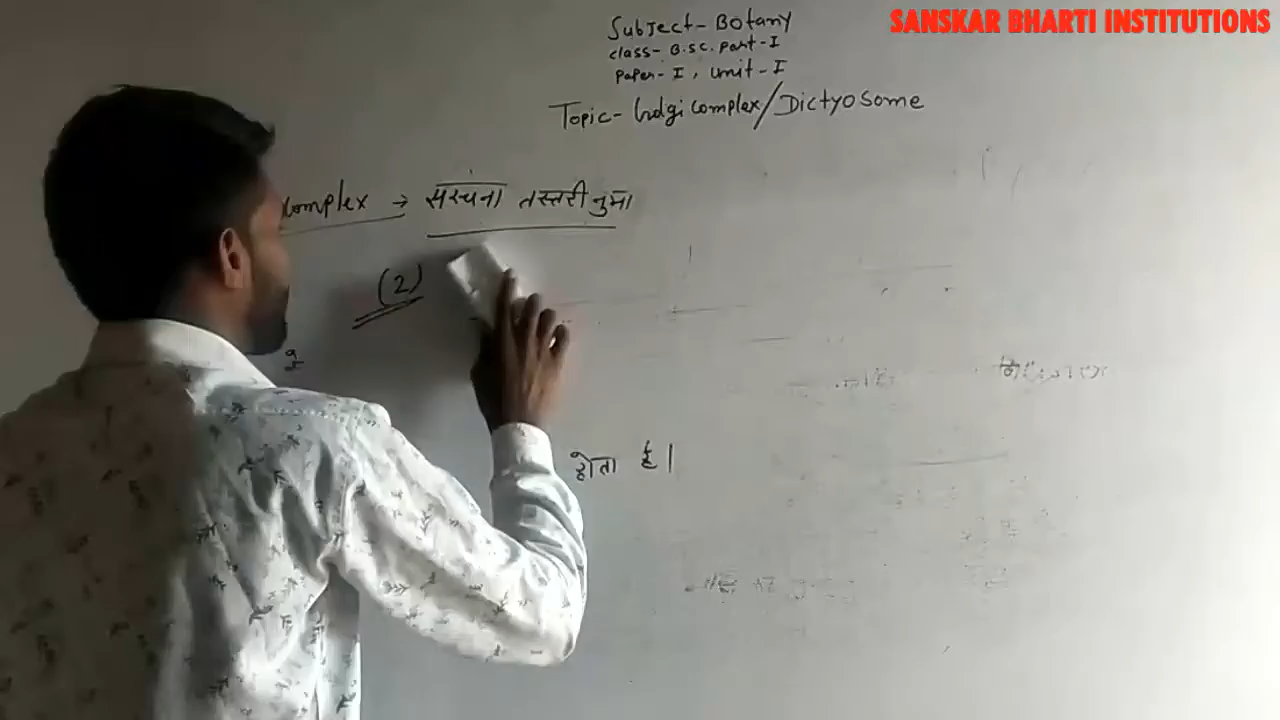 SANSKAR BHARTI INSTITUTIONS
Subject- Botany
class- B.sc. part-I
paper- I, unit-I
Topic- Golgi complex/Dictyosome
complex → संरचना तस्तरी नुमा
(2)
होता है।